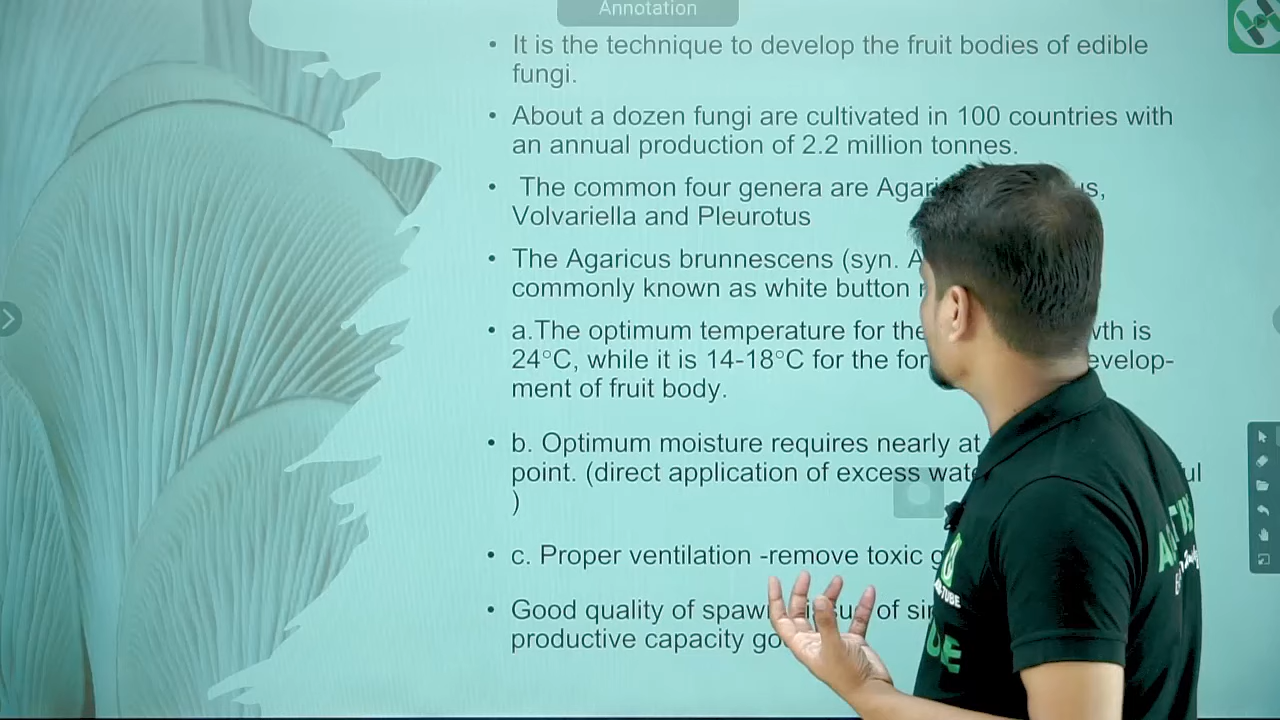 Annotation
• It is the technique to develop the fruit bodies of edible
fungi.
• About a dozen fungi are cultivated in 100 countries with
an annual production of 2.2 million tonnes.
• The common four genera are
Volvariella and Pleurotus
• The Agaricus brunnescens (syn.
commonly known as white button
• a.The optimum temperature for the is
24°C, while it is 14-18°C for the
ment of fruit body.
• b. Optimum moisture requires nearly at
point. (direct application of excess
)
• c. Proper ventilation -remove toxic
• Good quality of of
productive capacity